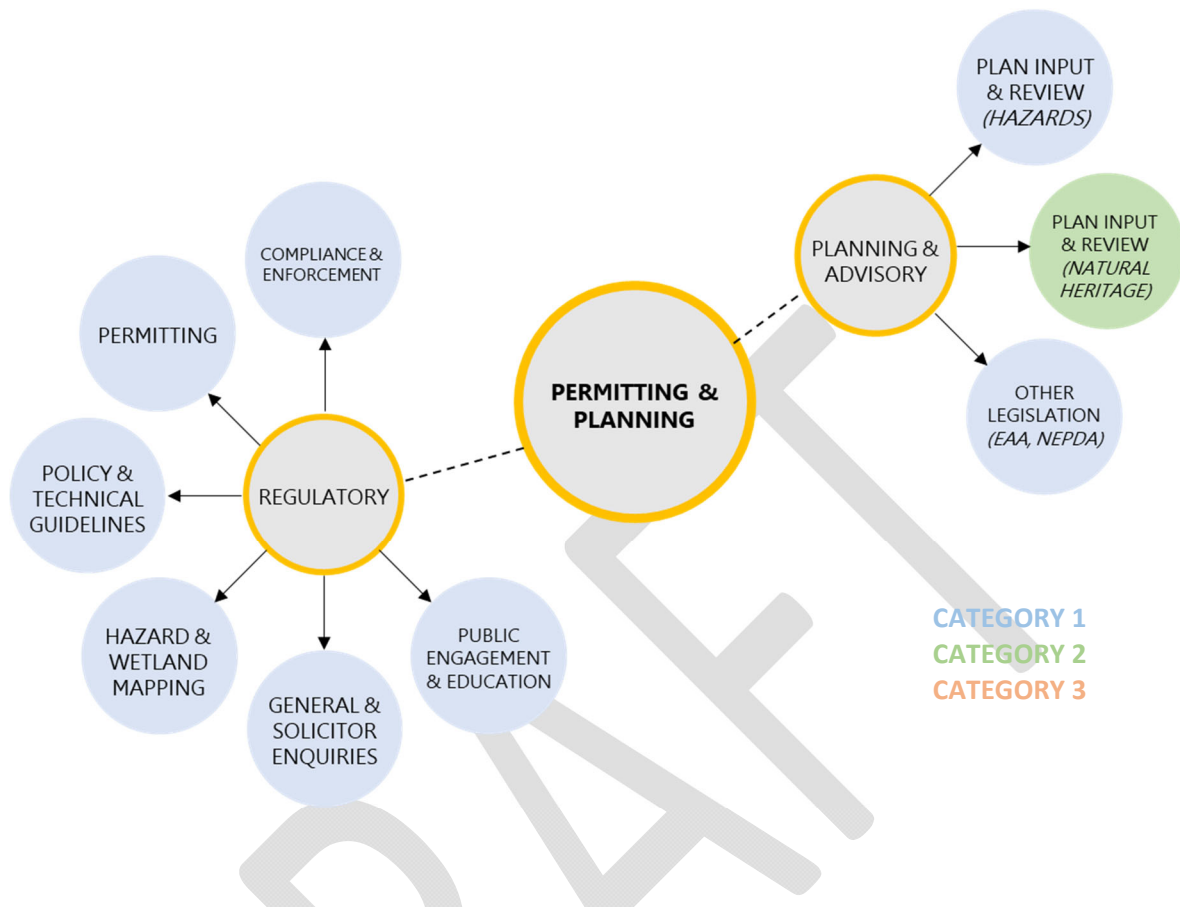 PLAN INPUT
& REVIEW
(HAZARDS)
PLAN INPUT
& REVIEW
(NATURAL
HERITAGE)
PLANNING &
ADVISORY
OTHER
LEGISLATION
(EAA, NEPDA)
PERMITTING &
PLANNING
COMPLIANCE &
ENFORCEMENT
PERMITTING
POLICY &
TECHNICAL
GUIDELINES
REGULATORY
HAZARD &
WETLAND
MAPPING
GENERAL &
SOLICITOR
ENQUIRIES
PUBLIC
ENGAGEMENT
& EDUCATION
CATEGORY 1
CATEGORY 2
CATEGORY 3
DRAFT